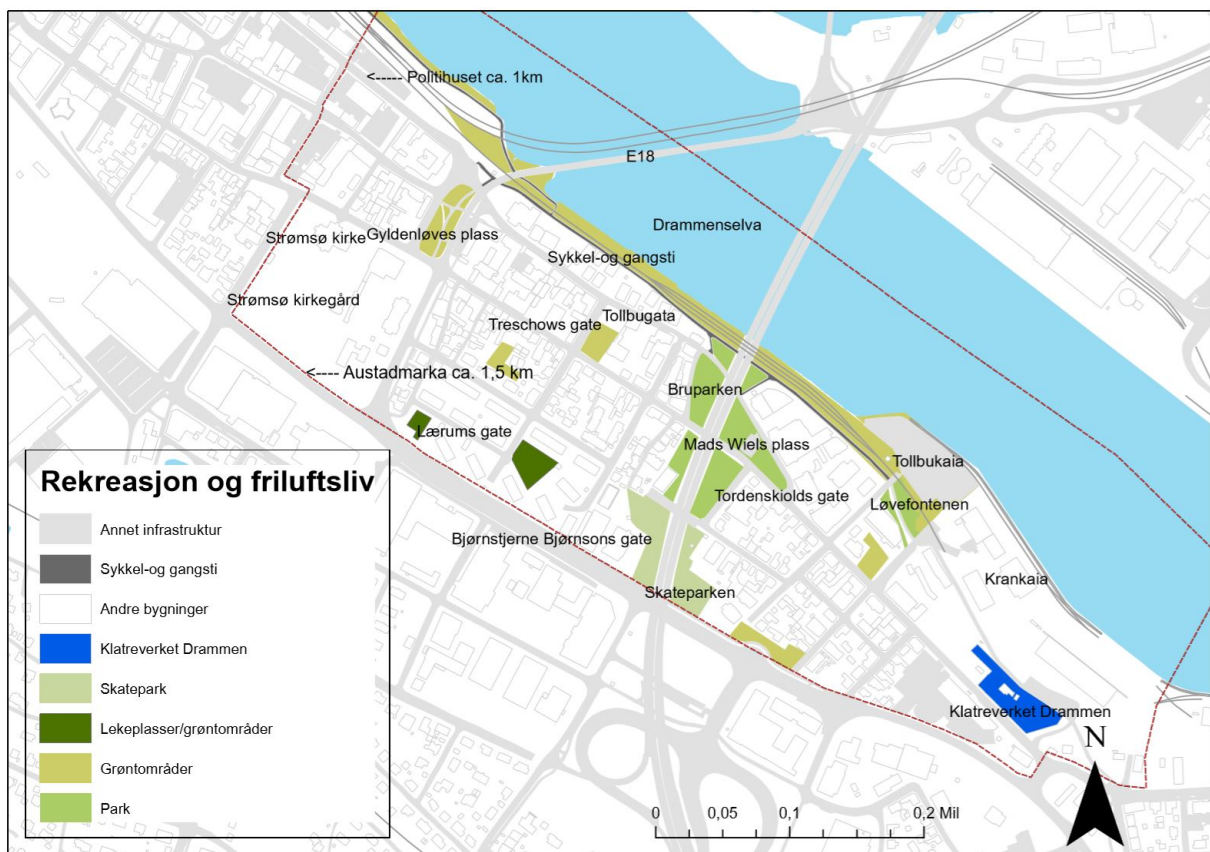 <----- Politihuset ca. 1km
E18
Drammenselva
Strømsø kirke
Gyldenløves plass
Sykkel-og gangsti
Strømsø kirkegård
Tollbugata
Treschows gate
<---- Austadmarka ca. 1,5 km
Bruparken
Lærums gate
Mads Wiels plass
Tollbukaia
Tordenskiolds gate
Løvefontenen
Bjørnstjerne Bjørnsons gate
Krankaia
Skateparken
Klatreverket Drammen
Rekreasjon og friluftsliv
Annet infrastruktur
Sykkel-og gangsti
Andre bygninger
Klatreverket Drammen
Skatepark
Lekeplasser/grøntområder
Grøntområder
Park
0 0,05 0,1 0,2 Mil
N